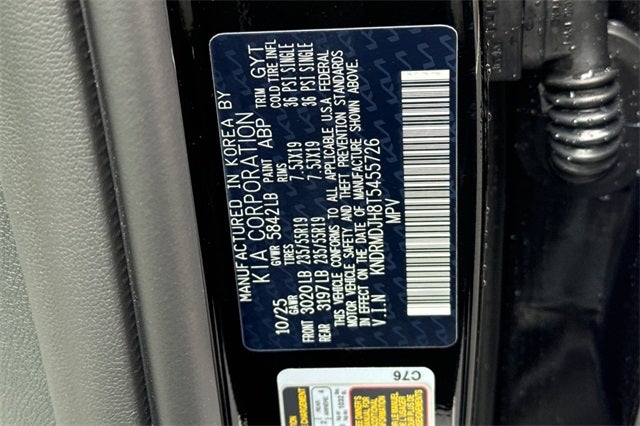 MANUFACTURED IN KOREA BY
KIA CORPORATION
GVWR 5842LB PAINT ABP TRIM GYT
10/25 GAWR TIRES RIMS COLD TIRE INFL
FRONT 3020LB 235/55R19 7.5JX19 36 PSI SINGLE
REAR 3197LB 235/55R19 7.5JX19 36 PSI SINGLE
THIS VEHICLE CONFORMS TO ALL APPLICABLE U.S.A FEDERAL
MOTOR VEHICLE SAFETY AND THEFT PREVENTION STANDARDS
IN EFFECT ON THE DATE OF MANUFACTURE SHOWN ABOVE.
V.I.N KNDRMDJH8T5455726
MPV
C76